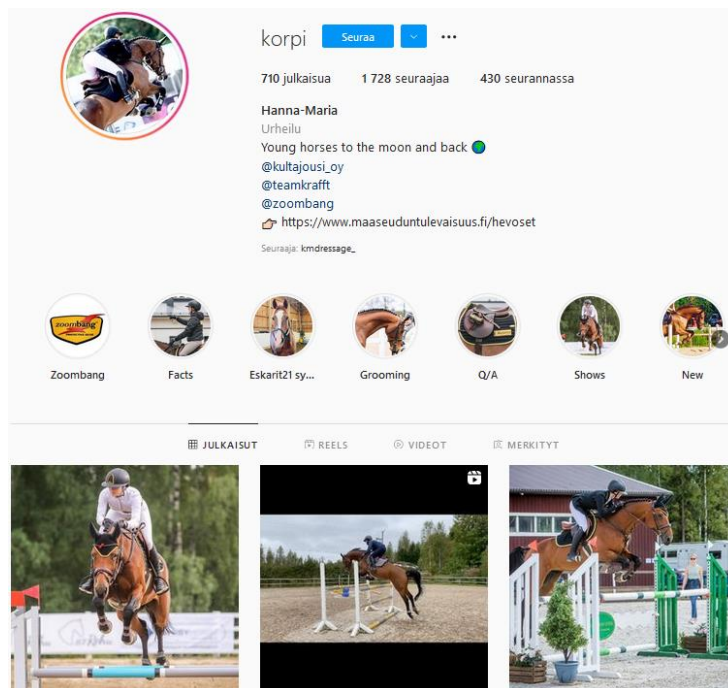 korpi Seuraa
710 julkaisua 1 728 seuraajaa 430 seurannassa
Hanna-Maria
Urheilu
Young horses to the moon and back 🌍
@kultajousi_oy
@teamkrafft
@zoombang
👉 https://www.maaseuduntulevaisuus.fi/hevoset
Seuraaja: kmdressage_
zoombang
Zoombang Facts Eskarit21 sy... Grooming Q/A Shows New
JULKAISUT REELS VIDEOT MERKITYT